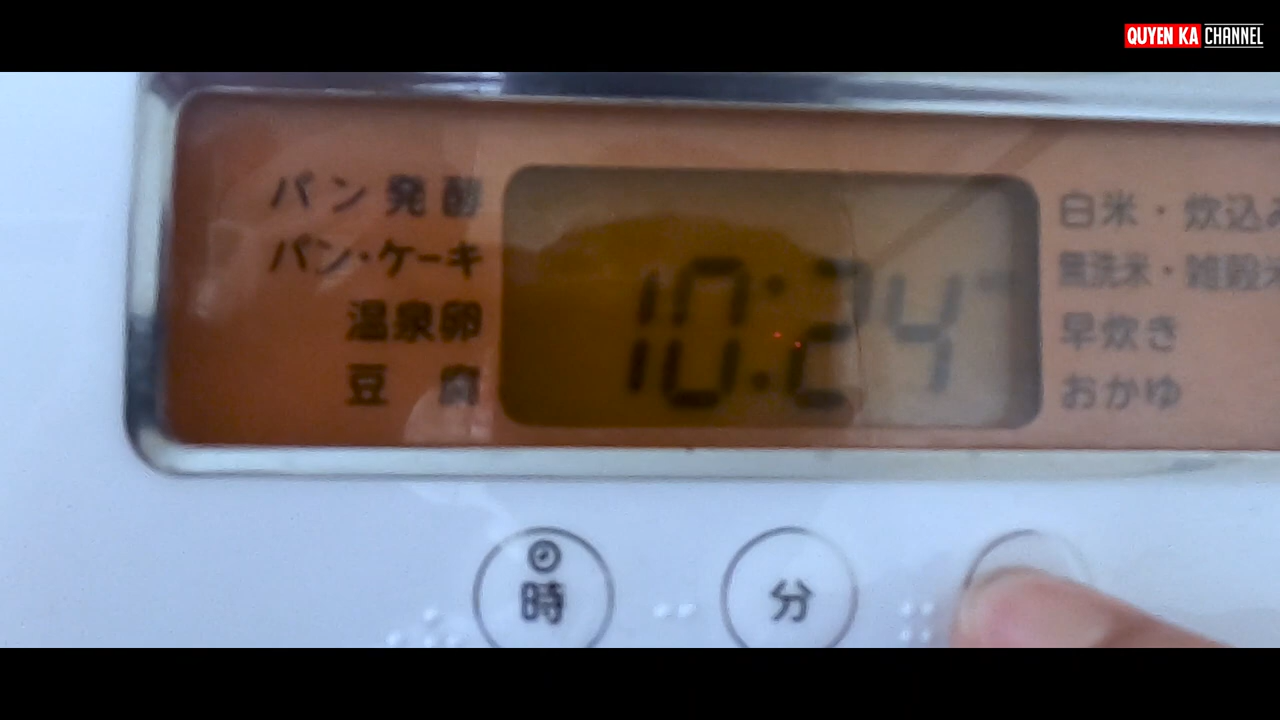 QUYEN KA CHANNEL
パン発酵
パン・ケーキ
温泉卵
豆腐
10:24
白米・炊込み
無洗米・雑穀米
早炊き
おかゆ
時
分